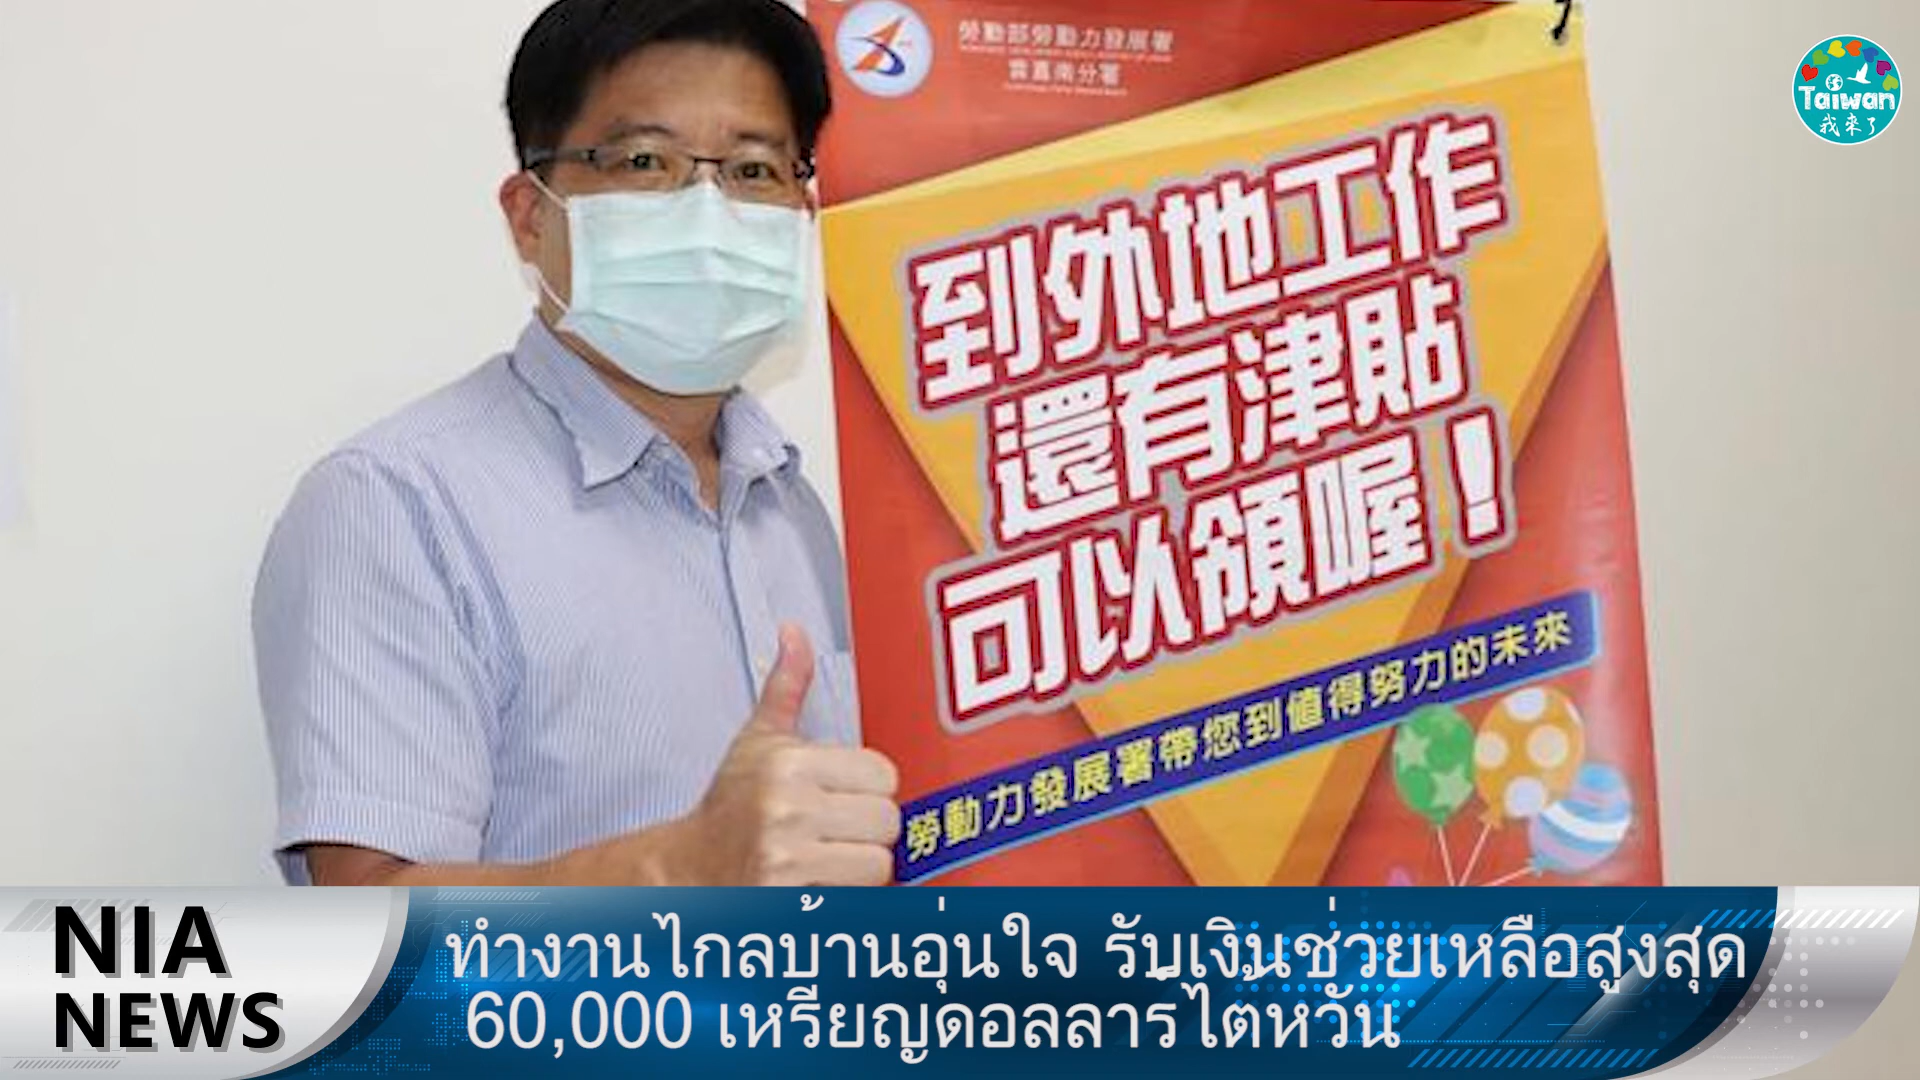 勞動部勞動力發展署
雲嘉南分署
Taiwan
我來了
到外地工作
還有津貼
可以領喔！
勞動力發展署帶您到值得努力的未來
NIA
NEWS
ทำงานไกลบ้านอุ่นใจ รับเงินช่วยเหลือสูงสุด
60,000 เหรียญดอลลาร์ไต้หวัน